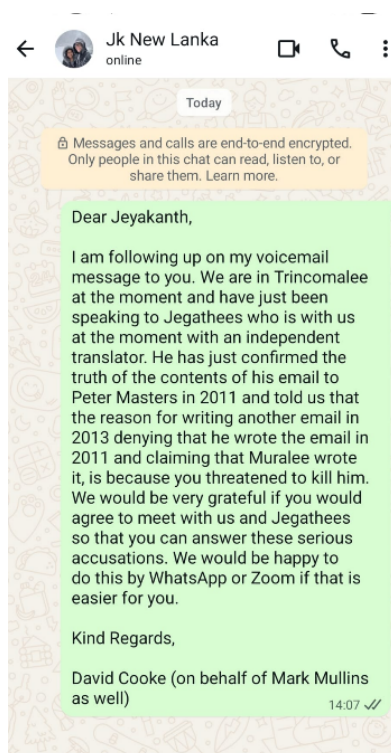 Jk New Lanka
online
Today
Messages and calls are end-to-end encrypted.
Only people in this chat can read, listen to, or
share them. Learn more.
Dear Jeyakanth,
I am following up on my voicemail
message to you. We are in Trincomalee
at the moment and have just been
speaking to Jegathees who is with us
at the moment with an independent
translator. He has just confirmed the
truth of the contents of his email to
Peter Masters in 2011 and told us that
the reason for writing another email in
2013 denying that he wrote the email in
2011 and claiming that Muralee wrote
it, is because you threatened to kill him.
We would be very grateful if you would
agree to meet with us and Jegathees
so that you can answer these serious
accusations. We would be happy to
do this by WhatsApp or Zoom if that is
easier for you.
Kind Regards,
David Cooke (on behalf of Mark Mullins
as well)
14:07